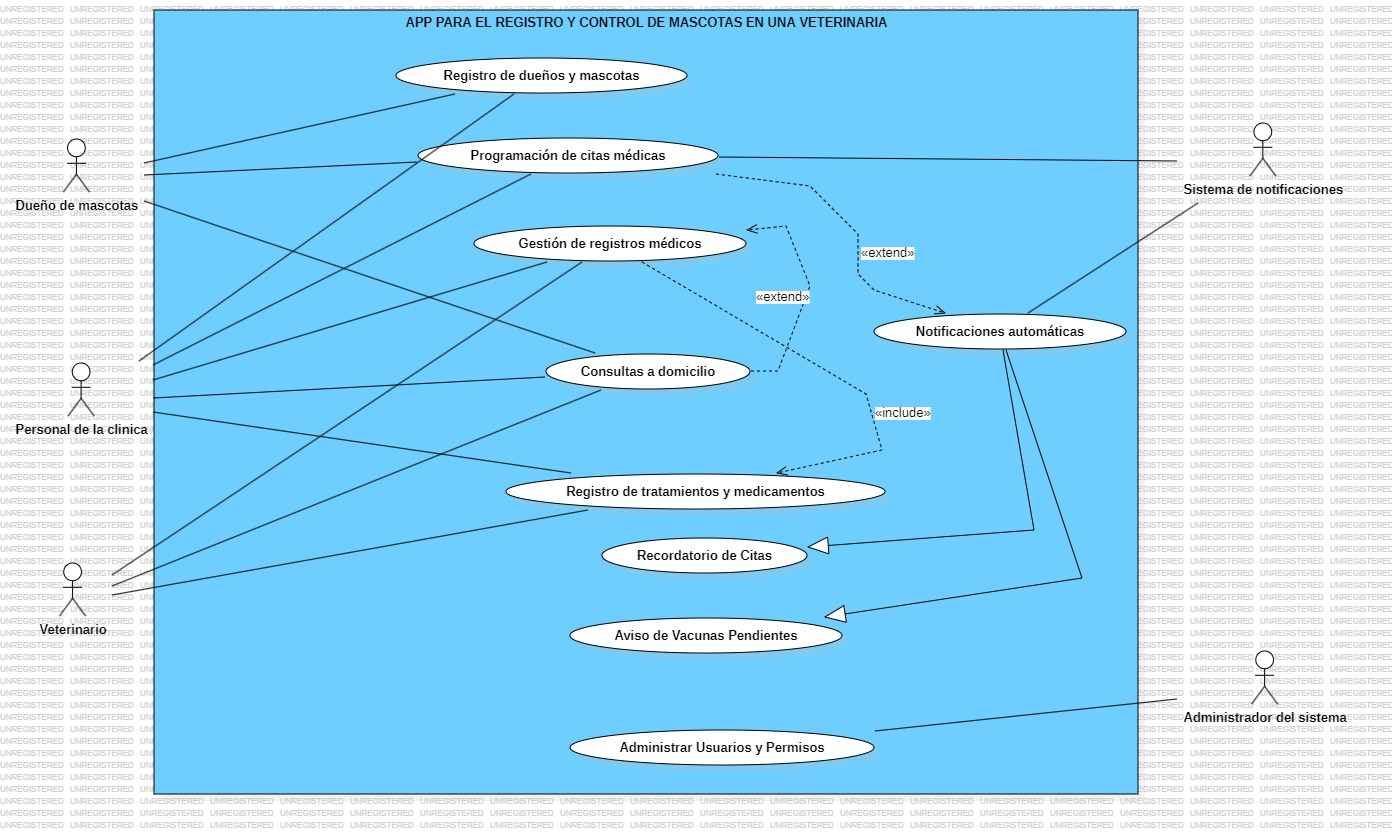 APP PARA EL REGISTRO Y CONTROL DE MASCOTAS EN UNA VETERINARIA
Registro de dueños y mascotas
Programación de citas médicas
Sistema de notificaciones
Dueño de mascotas
Gestión de registros médicos
«extend»
«extend»
Notificaciones automáticas
Consultas a domicilio
«include»
Personal de la clinica
Registro de tratamientos y medicamentos
Recordatorio de Citas
Veterinario
Aviso de Vacunas Pendientes
Administrador del sistema
Administrar Usuarios y Permisos
UNREGISTERED